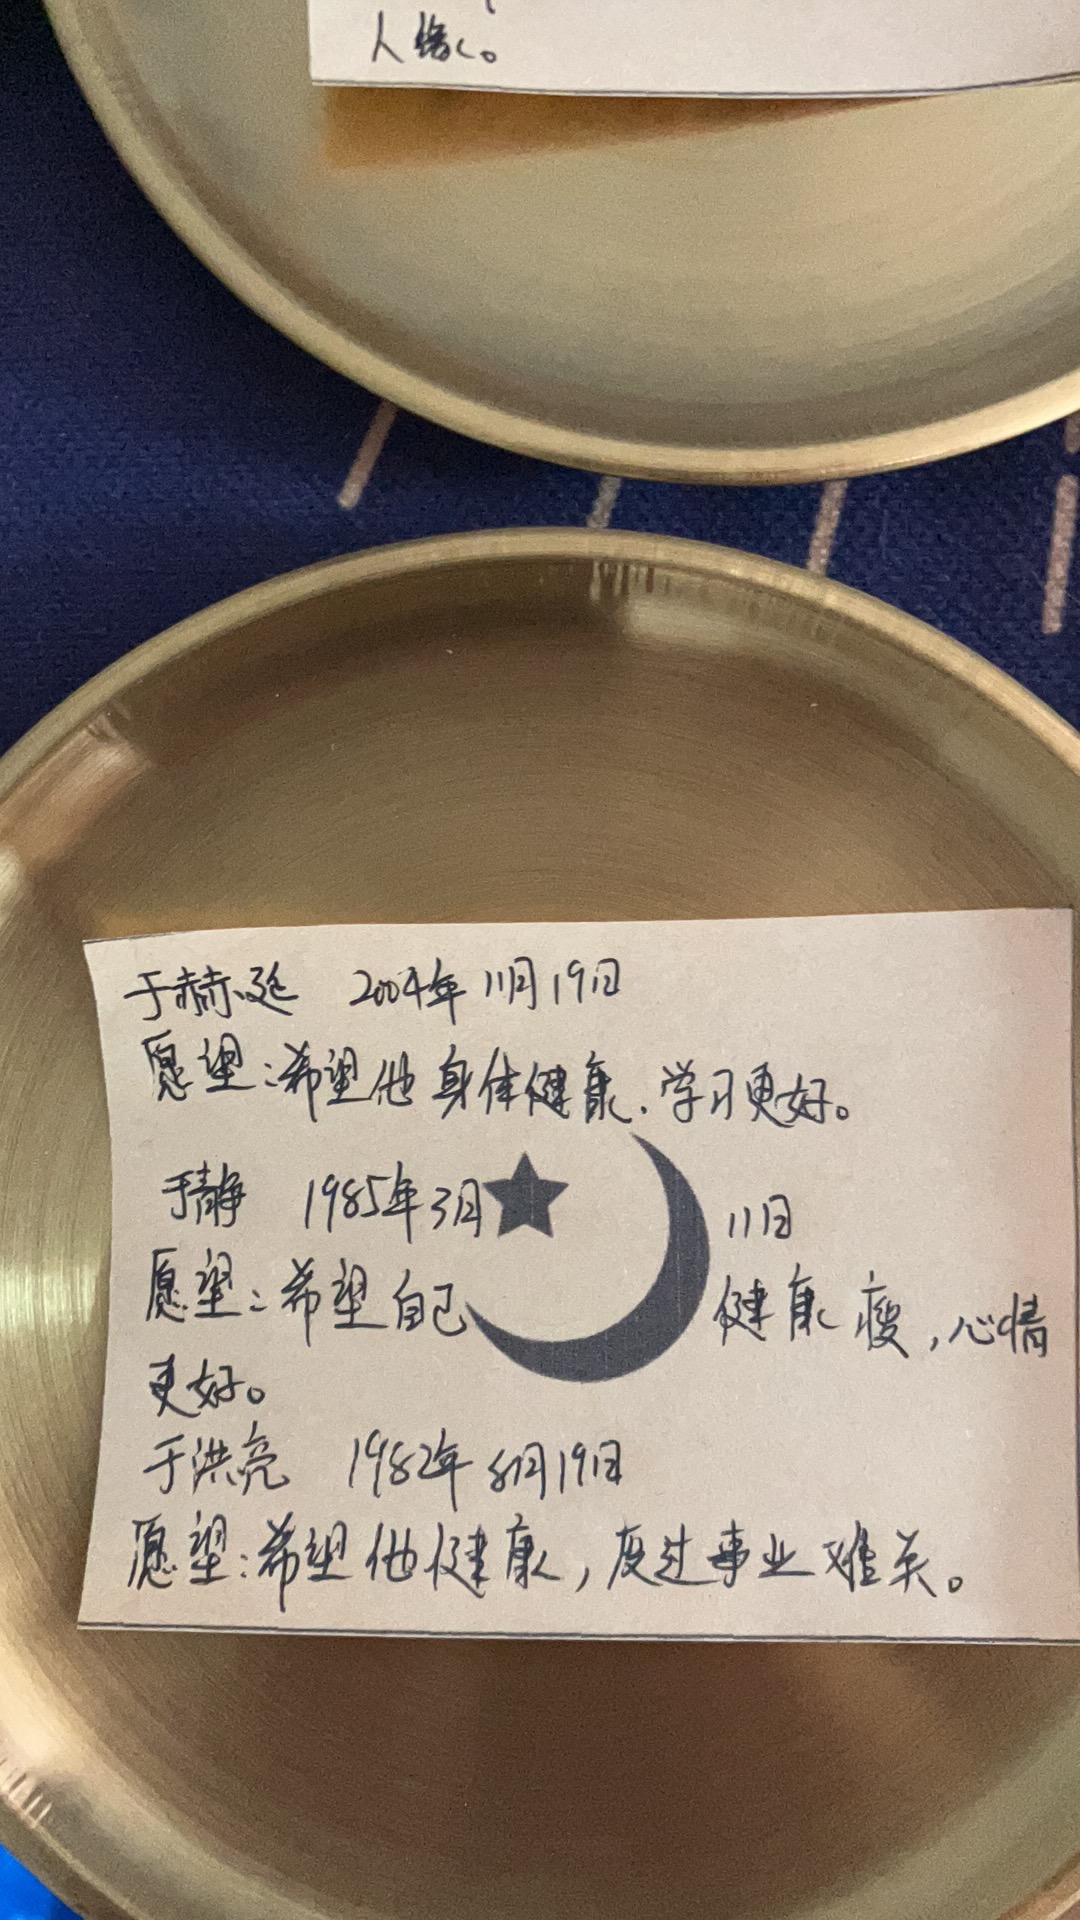 人缘。
于赫延 2004年11月19日
愿望:希望他身体健康、学习更好。
于静 1985年3月 11日
愿望:希望自己 健康瘦,心情
更好。
于洪亮 1982年8月19日
愿望:希望他健康,度过事业难关。